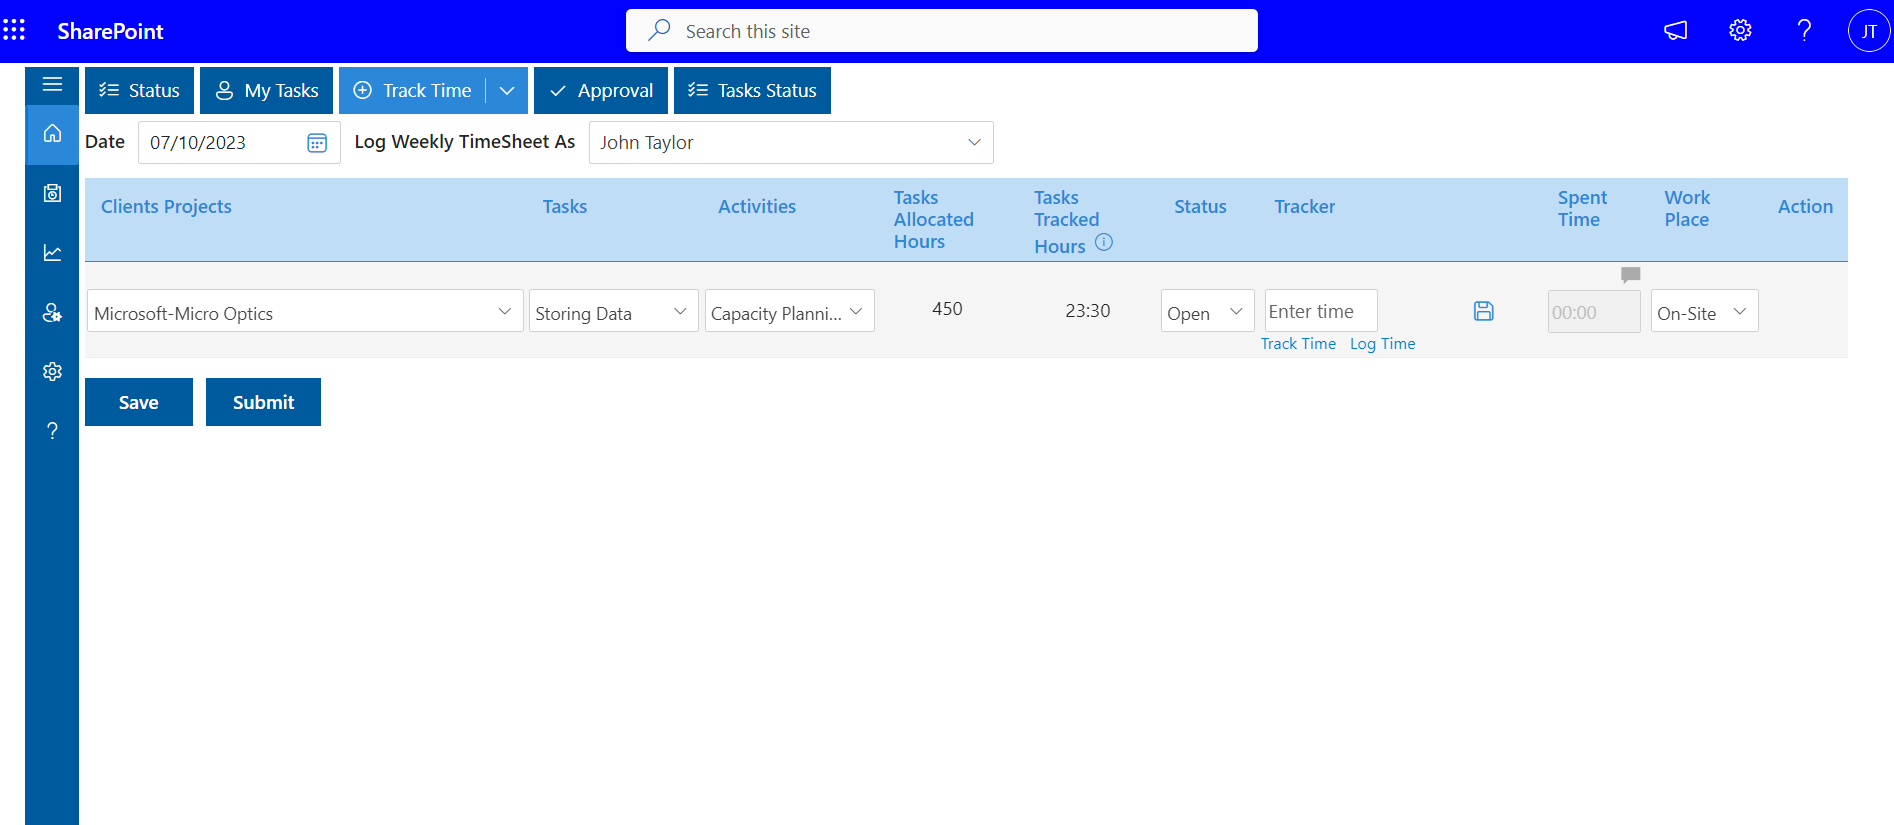 SharePoint
Search this site
JT
Status
My Tasks
Track Time
Approval
Tasks Status
Date
07/10/2023
Log Weekly TimeSheet As
John Taylor
Clients Projects
Tasks
Activities
Tasks
Allocated
Hours
Tasks
Tracked
Hours
Status
Tracker
Spent
Time
Work
Place
Action
Microsoft-Micro Optics
Storing Data
Capacity Planni...
450
23:30
Open
Enter time
00:00
On-Site
Track Time
Log Time
Save
Submit